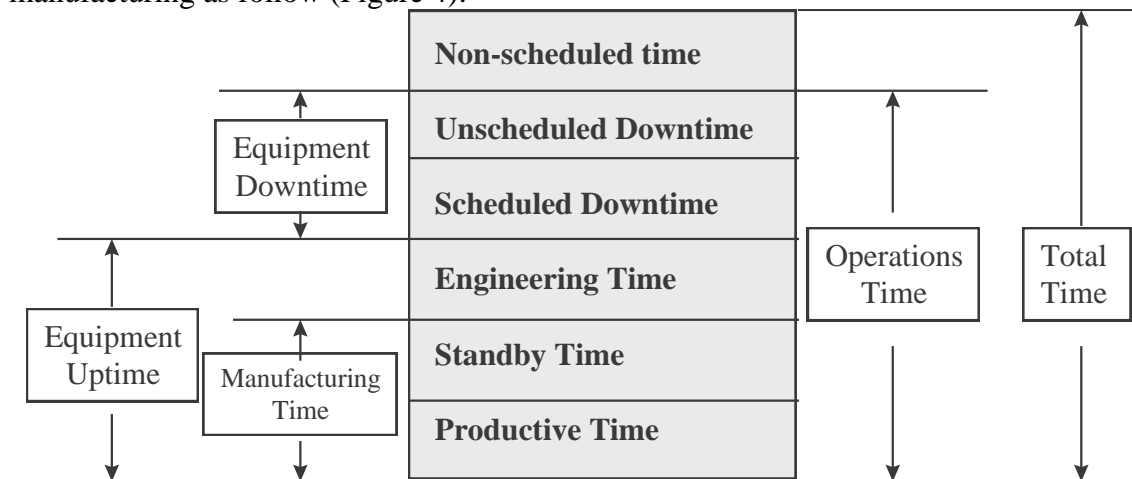 manufacturing as follow (Figure 4).
Non-scheduled time
Unscheduled Downtime
Equipment
Downtime
Scheduled Downtime
Engineering Time
Operations
Time
Total
Time
Equipment
Uptime
Manufacturing
Time
Standby Time
Productive Time